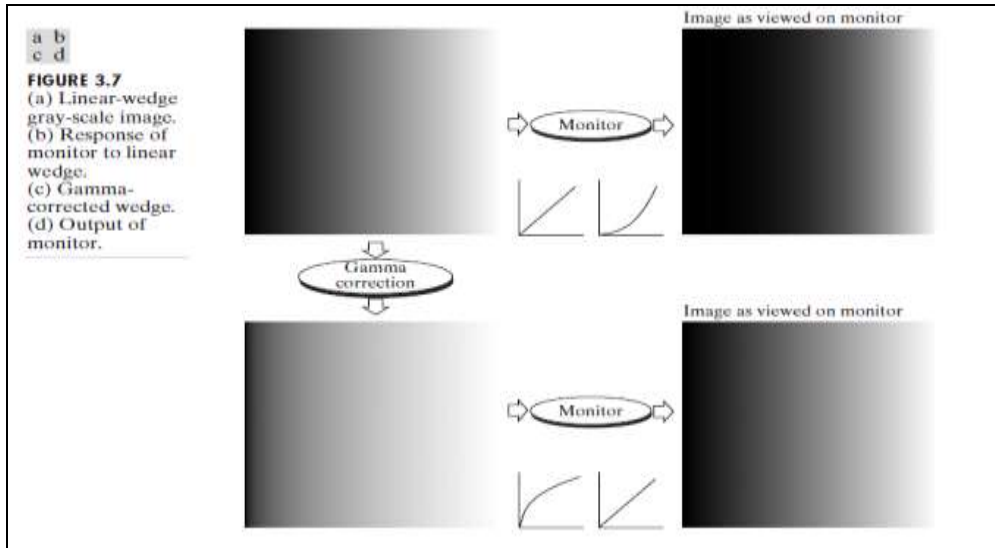 a b
c d
FIGURE 3.7
(a) Linear-wedge
gray-scale image.
(b) Response of
monitor to linear
wedge.
(c) Gamma-
corrected wedge.
(d) Output of
monitor.
Image as viewed on monitor
Monitor
Gamma
correction
Image as viewed on monitor
Monitor